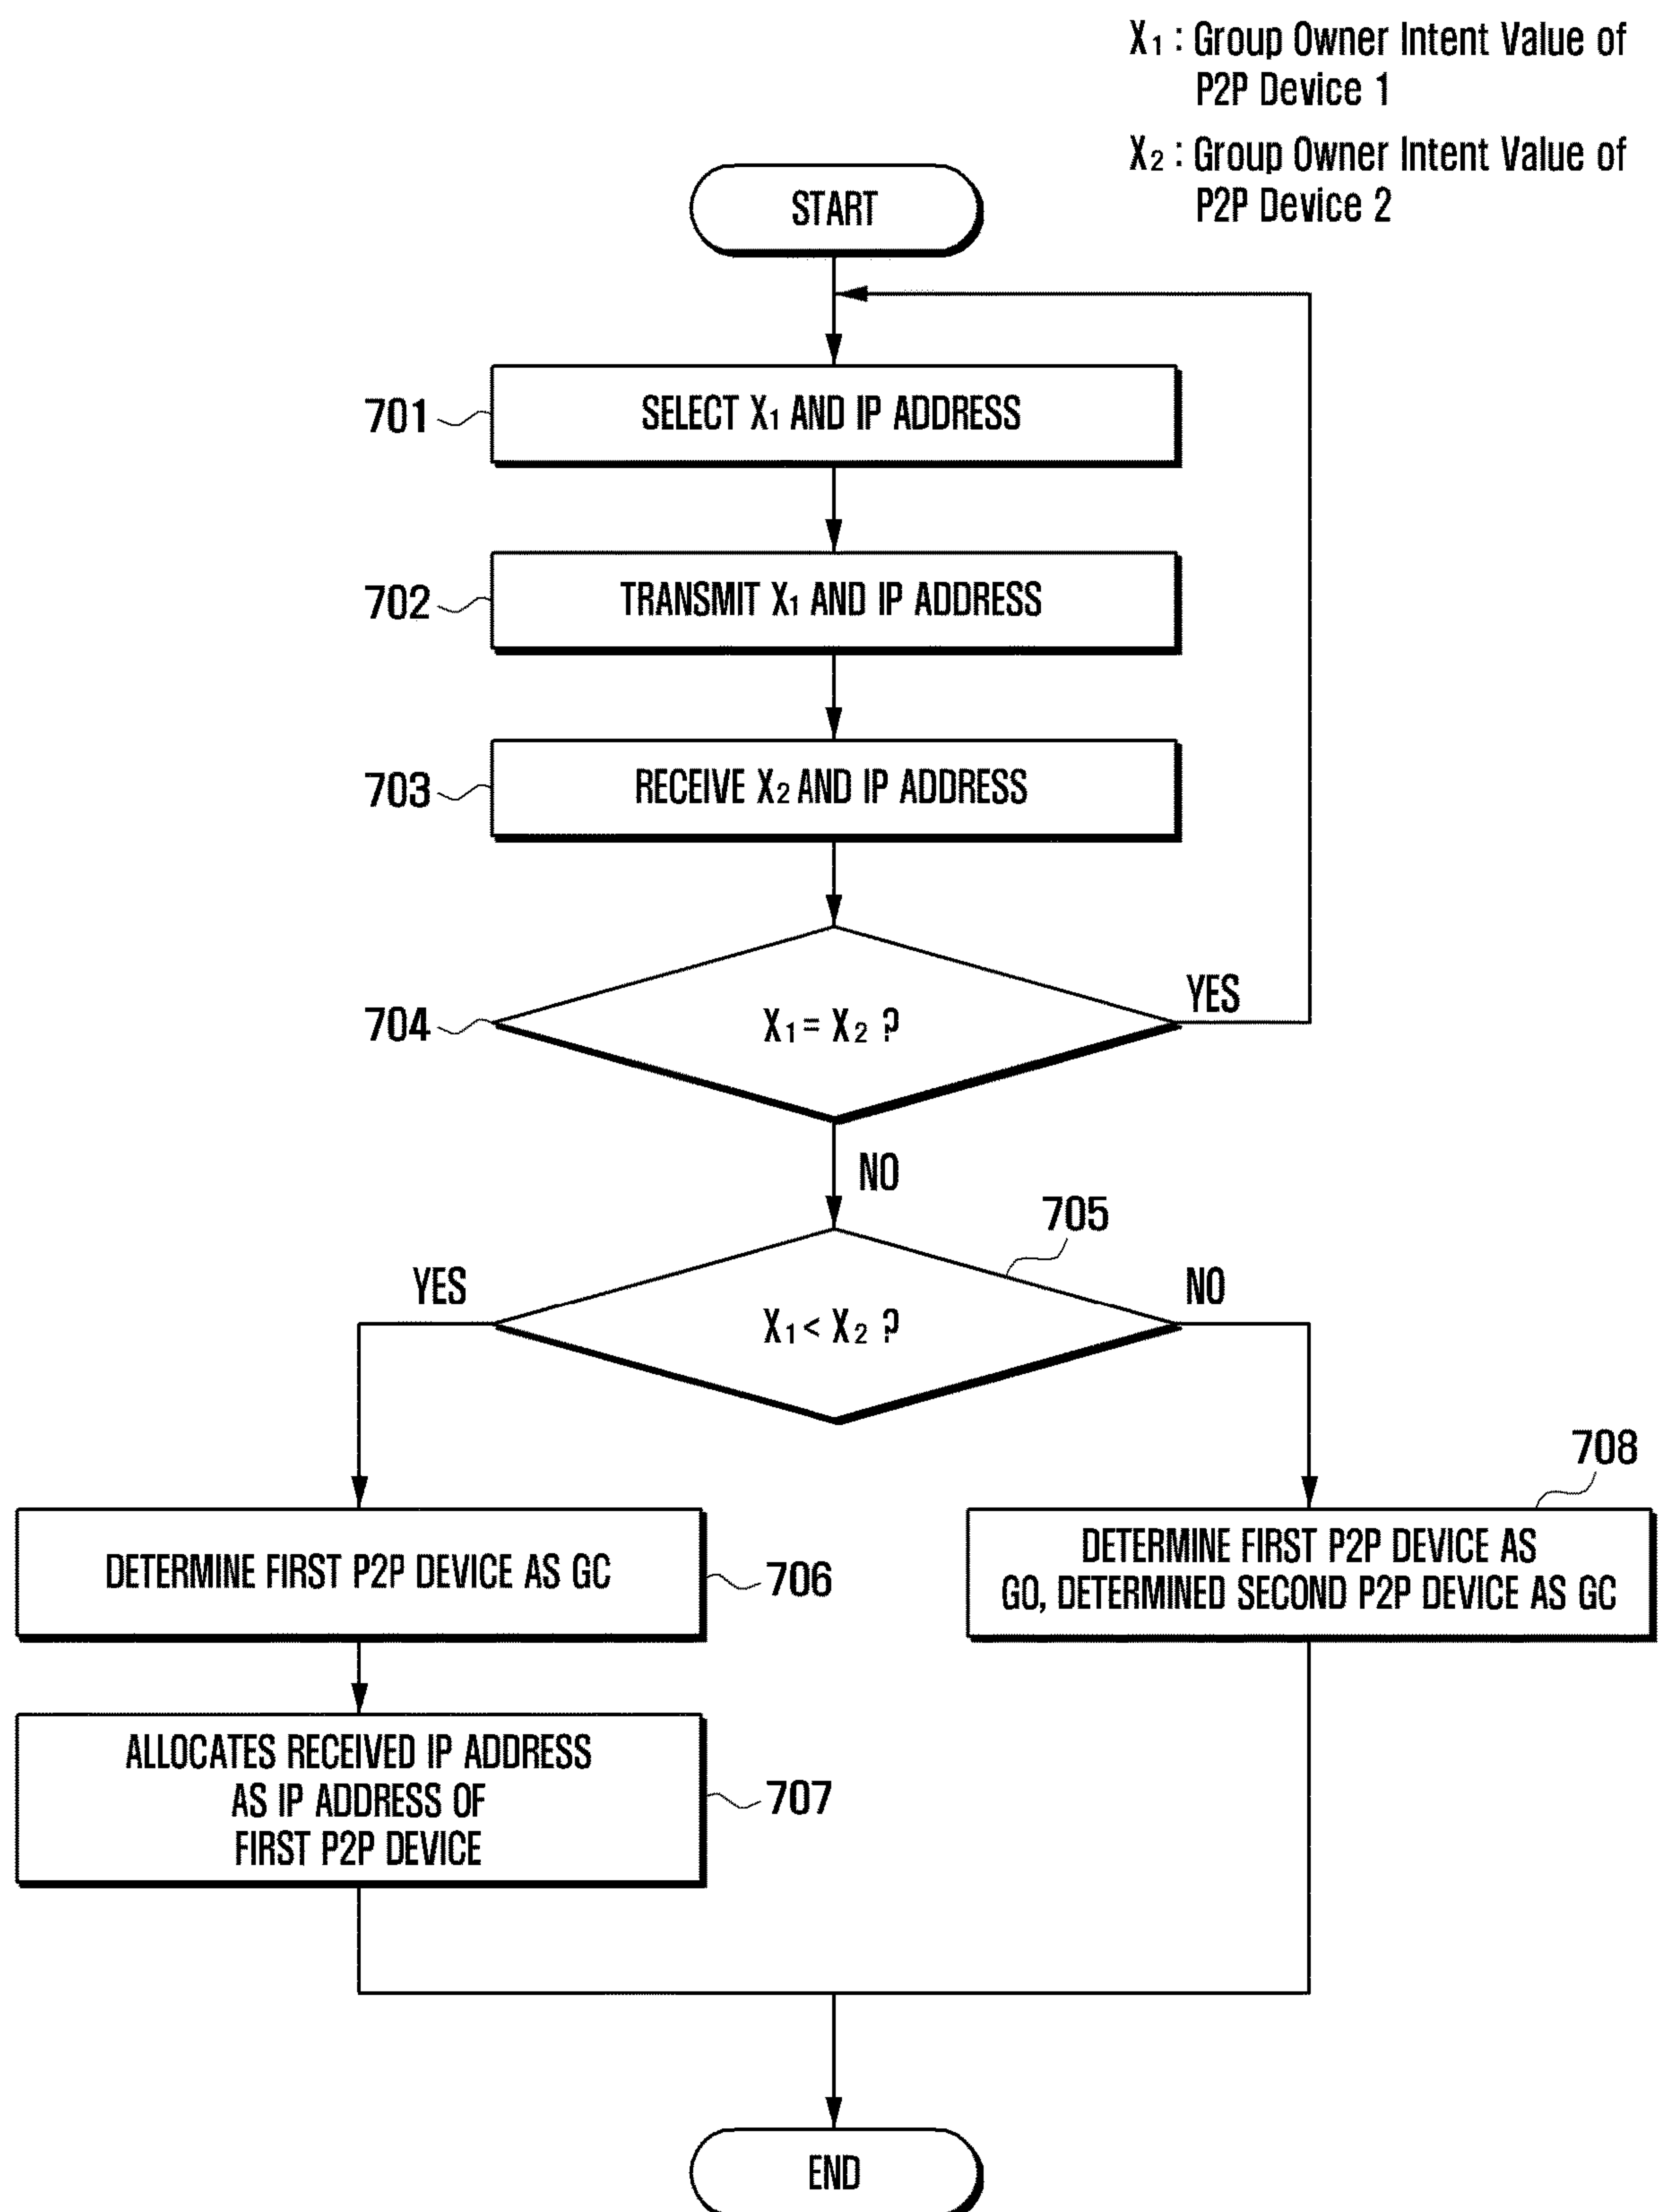 X1 : Group Owner Intent Value of
P2P Device 1
X2 : Group Owner Intent Value of
P2P Device 2
START
701
SELECT X1 AND IP ADDRESS
702
TRANSMIT X1 AND IP ADDRESS
703
RECEIVE X2 AND IP ADDRESS
704
X1 = X2 ?
YES
NO
705
YES
X1 < X2 ?
NO
708
DETERMINE FIRST P2P DEVICE AS GC
706
DETERMINE FIRST P2P DEVICE AS
GO, DETERMINED SECOND P2P DEVICE AS GC
ALLOCATES RECEIVED IP ADDRESS
AS IP ADDRESS OF
FIRST P2P DEVICE
707
END